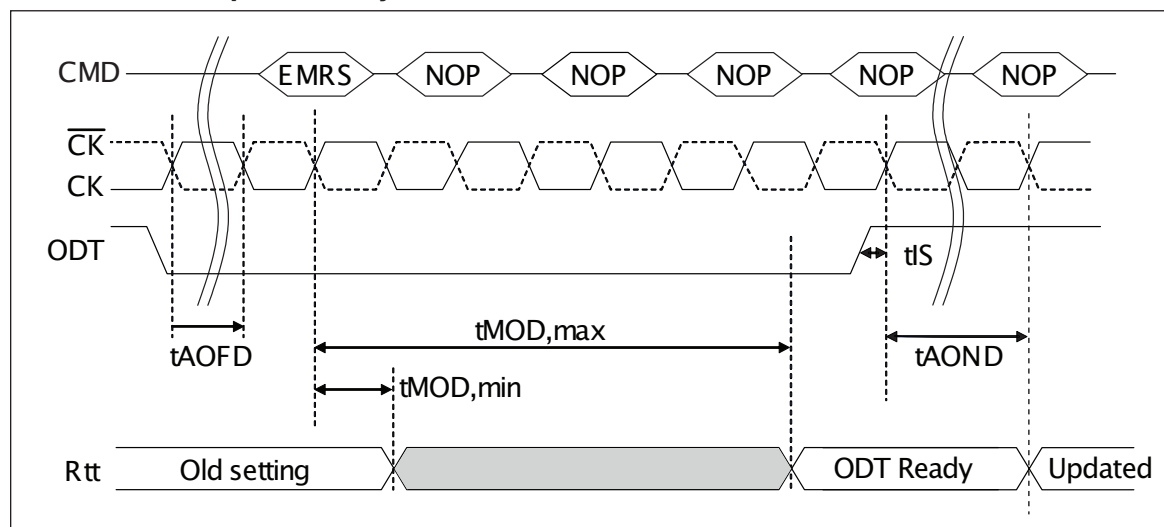 CMD EMRS NOP NOP NOP NOP NOP
CK
CK
ODT
tIS
tMOD,max
tAOFD
tAOND
tMOD,min
Rtt Old setting ODT Ready Updated